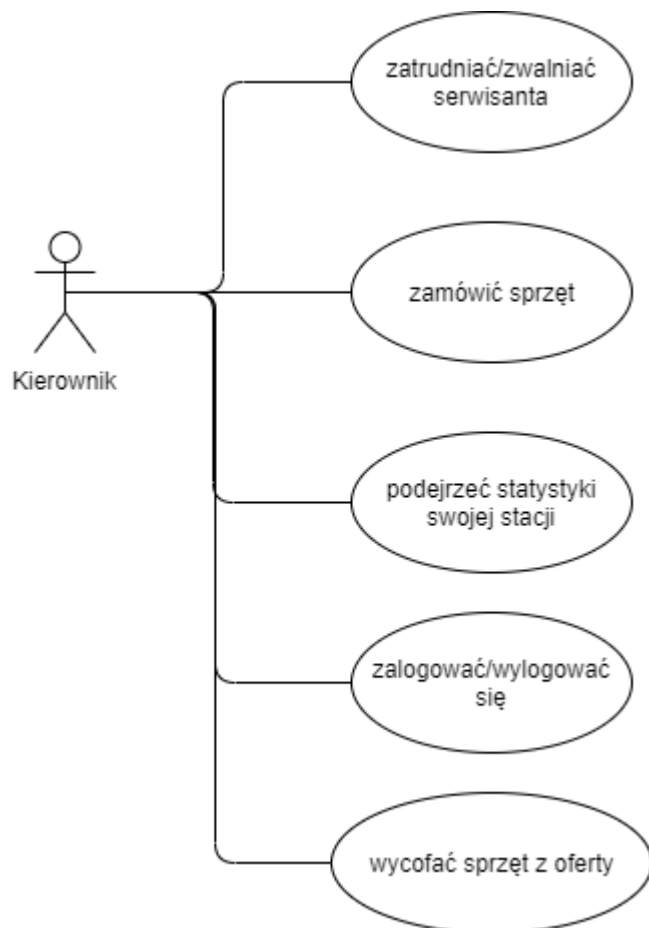 zatrudniać/zwalniać
serwisanta
zamówić sprzęt
Kierownik
podejrzeć statystyki
swojej stacji
zalogować/wylogować
się
wycofać sprzęt z oferty